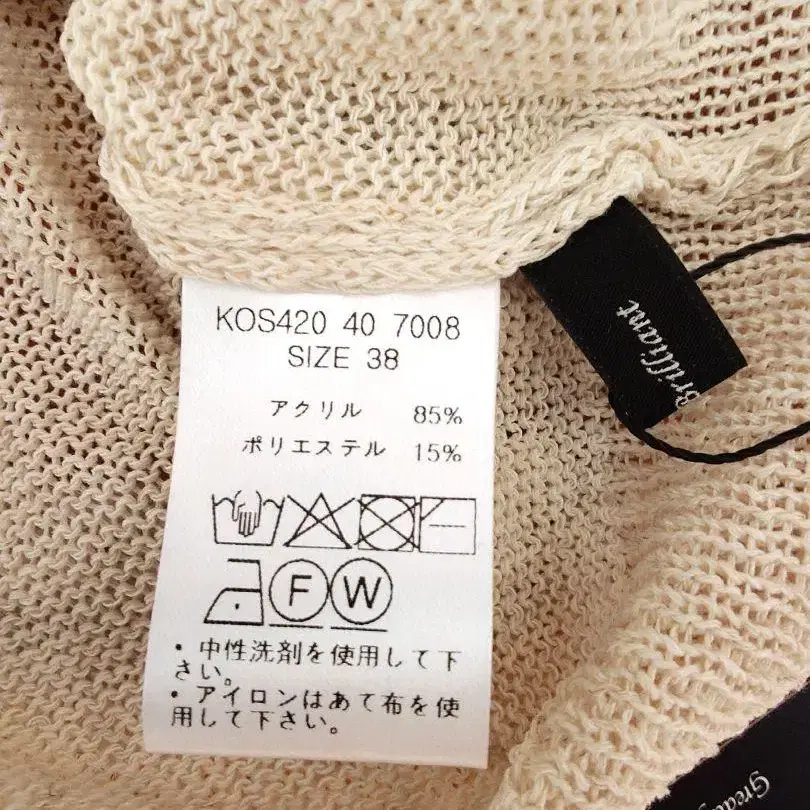 KOS420 40 7008
SIZE 38
アクリル 85%
ポリエステル 15%
F W
・中性洗剤を使用して下
さい。
・アイロンはあて布を使
用して下さい。
Brilliant